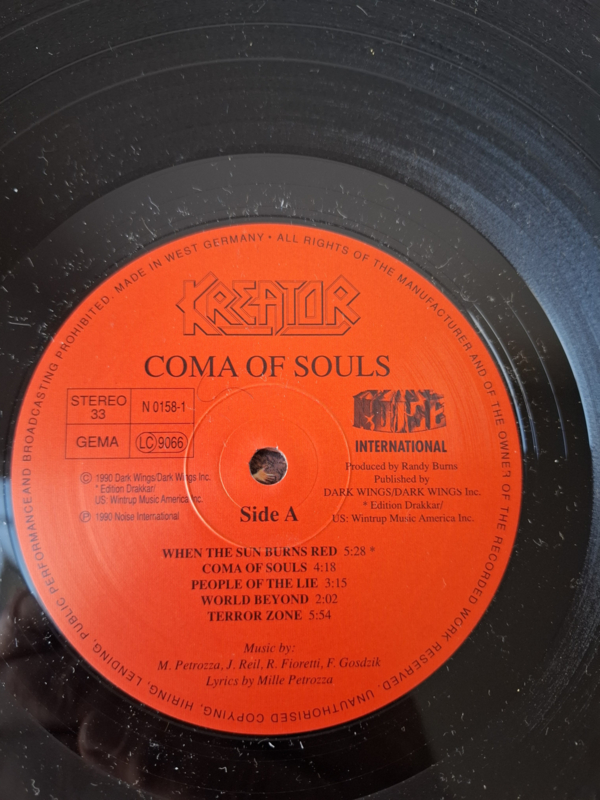 MADE IN WEST GERMANY • ALL RIGHTS OF THE MANUFACTURER AND OF THE OWNER OF THE RECORDED WORK RESERVED. UNAUTHORISED COPYING, HIRING, LENDING, PUBLIC PERFORMANCE AND BROADCASTING PROHIBITED.
KREATOR
COMA OF SOULS
STEREO
33
N 0158-1
GEMA
LC 9066
NOISE
INTERNATIONAL
© 1990 Dark Wings/Dark Wings Inc.
* Edition Drakkar/
US: Wintrup Music America Inc.
℗ 1990 Noise International
Produced by Randy Burns
Published by
DARK WINGS/DARK WINGS Inc.
* Edition Drakkar/
US: Wintrup Music America Inc.
Side A
WHEN THE SUN BURNS RED 5:28 *
COMA OF SOULS 4:18
PEOPLE OF THE LIE 3:15
WORLD BEYOND 2:02
TERROR ZONE 5:54
Music by:
M. Petrozza, J. Reil, R. Fioretti, F. Gosdzik
Lyrics by Mille Petrozza